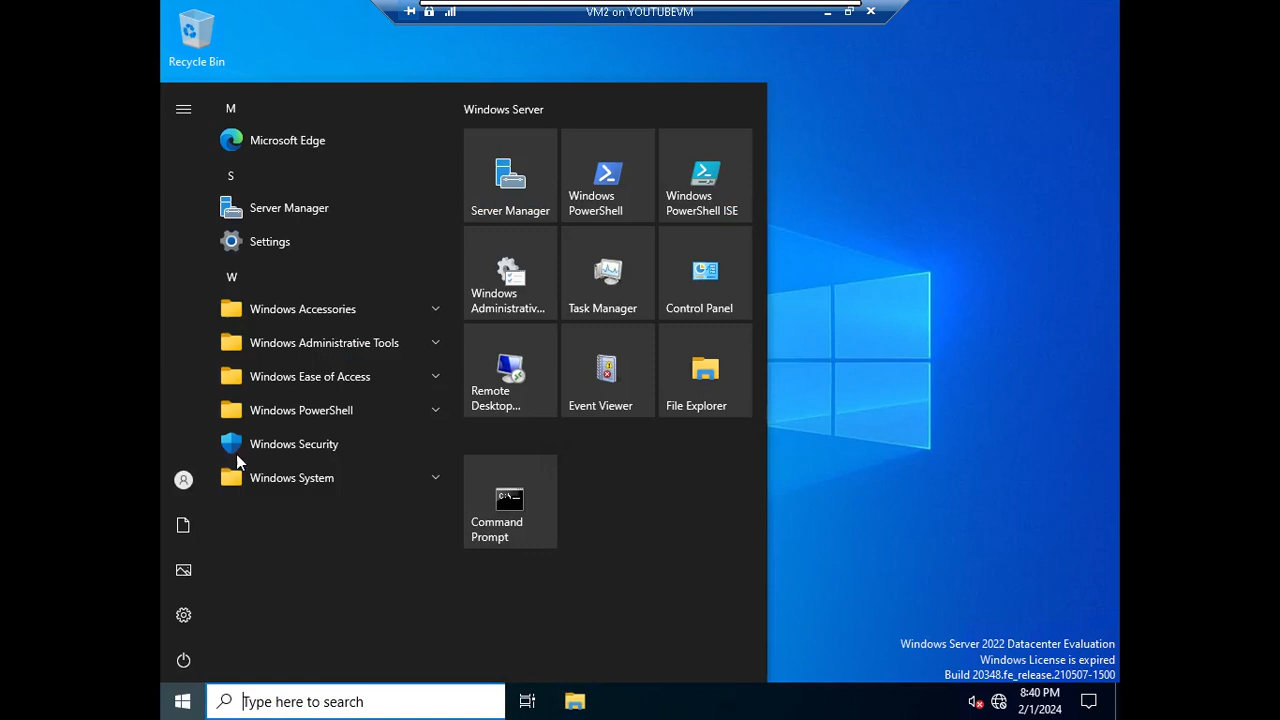 VM2 on YOUTUBEVM
Recycle Bin
M
Microsoft Edge
S
Server Manager
Settings
W
Windows Accessories
Windows Administrative Tools
Windows Ease of Access
Windows PowerShell
Windows Security
Windows System
Windows Server
Server Manager
Windows
PowerShell
Windows
PowerShell ISE
Windows
Administrativ...
Task Manager
Control Panel
Remote
Desktop...
Event Viewer
File Explorer
C:\_
Command
Prompt
Windows Server 2022 Datacenter Evaluation
Windows License is expired
Build 20348.fe_release.210507-1500
Type here to search
8:40 PM
2/1/2024